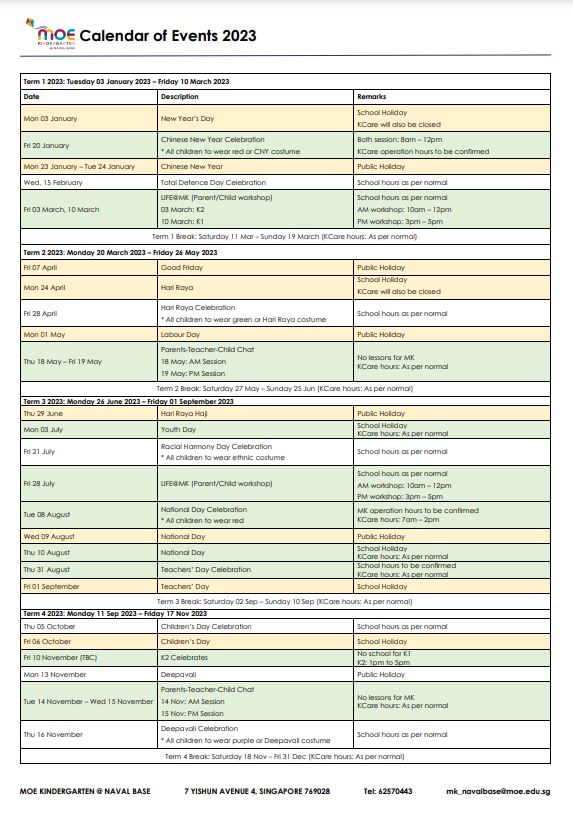 moe
KINDERGARTEN
@ NAVAL BASE
Calendar of Events 2023
Term 1 2023: Tuesday 03 January 2023 – Friday 10 March 2023
Date Description Remarks
Mon 03 January New Year's Day School Holiday
KCare will also be closed
Fri 20 January Chinese New Year Celebration Both session: 8am – 12pm
* All children to wear red or CNY costume KCare operation hours to be confirmed
Mon 23 January – Tue 24 January Chinese New Year Public Holiday
Wed, 15 February Total Defence Day Celebration School hours as per normal
Fri 03 March, 10 March LIFE@MK (Parent/Child workshop) School hours as per normal
03 March: K2 AM workshop: 10am – 12pm
10 March: K1 PM workshop: 3pm – 5pm
Term 1 Break: Saturday 11 Mar – Sunday 19 March (KCare hours: As per normal)
Term 2 2023: Monday 20 March 2023 – Friday 26 May 2023
Fri 07 April Good Friday Public Holiday
Mon 24 April Hari Raya School Holiday
KCare will also be closed
Fri 28 April Hari Raya Celebration School hours as per normal
* All children to wear green or Hari Raya costume
Mon 01 May Labour Day Public Holiday
Thu 18 May – Fri 19 May Parents-Teacher-Child Chat No lessons for MK
18 May: AM Session KCare hours: As per normal
19 May: PM Session
Term 2 Break: Saturday 27 May – Sunday 25 Jun (KCare hours: As per normal)
Term 3 2023: Monday 26 June 2023 – Friday 01 September 2023
Thu 29 June Hari Raya Haji Public Holiday
Mon 03 July Youth Day School Holiday
KCare hours: As per normal
Fri 21 July Racial Harmony Day Celebration School hours as per normal
* All children to wear ethnic costume
Fri 28 July LIFE@MK (Parent/Child workshop) School hours as per normal
AM workshop: 10am – 12pm
PM workshop: 3pm – 5pm
Tue 08 August National Day Celebration MK operation hours to be confirmed
* All children to wear red KCare hours: 7am – 2pm
Wed 09 August National Day Public Holiday
Thu 10 August National Day School Holiday
KCare hours: As per normal
Thu 31 August Teachers' Day Celebration School hours to be confirmed
KCare hours: As per normal
Fri 01 September Teachers' Day School Holiday
Term 3 Break: Saturday 02 Sep – Sunday 10 Sep (KCare hours: As per normal)
Term 4 2023: Monday 11 Sep 2023 – Friday 17 Nov 2023
Thu 05 October Children's Day Celebration School hours as per normal
Fri 06 October Children's Day School Holiday
Fri 10 November (TBC) K2 Celebrates No school for K1
K2: 1pm to 5pm
Mon 13 November Deepavali Public Holiday
Tue 14 November – Wed 15 November Parents-Teacher-Child Chat No lessons for MK
14 Nov: AM Session KCare hours: As per normal
15 Nov: PM Session
Thu 16 November Deepavali Celebration School hours as per normal
* All children to wear purple or Deepavali costume
Term 4 Break: Saturday 18 Nov – Fri 31 Dec (KCare hours: As per normal)
MOE KINDERGARTEN @ NAVAL BASE 7 YISHUN AVENUE 4, SINGAPORE 769028 Tel: 62570443 mk_navalbase@moe.edu.sg